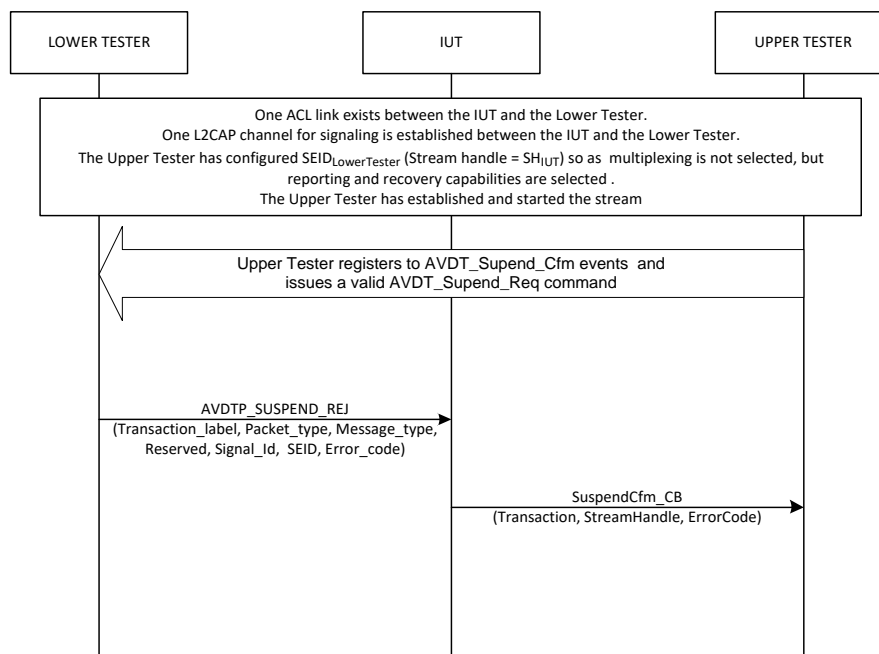 LOWER TESTER
IUT
UPPER TESTER
One ACL link exists between the IUT and the Lower Tester.
One L2CAP channel for signaling is established between the IUT and the Lower Tester.
The Upper Tester has configured SEIDLowerTester (Stream handle = SHIUT) so as multiplexing is not selected, but
reporting and recovery capabilities are selected .
The Upper Tester has established and started the stream
Upper Tester registers to AVDT_Supend_Cfm events and
issues a valid AVDT_Supend_Req command
AVDTP_SUSPEND_REJ
(Transaction_label, Packet_type, Message_type,
Reserved, Signal_Id, SEID, Error_code)
SuspendCfm_CB
(Transaction, StreamHandle, ErrorCode)